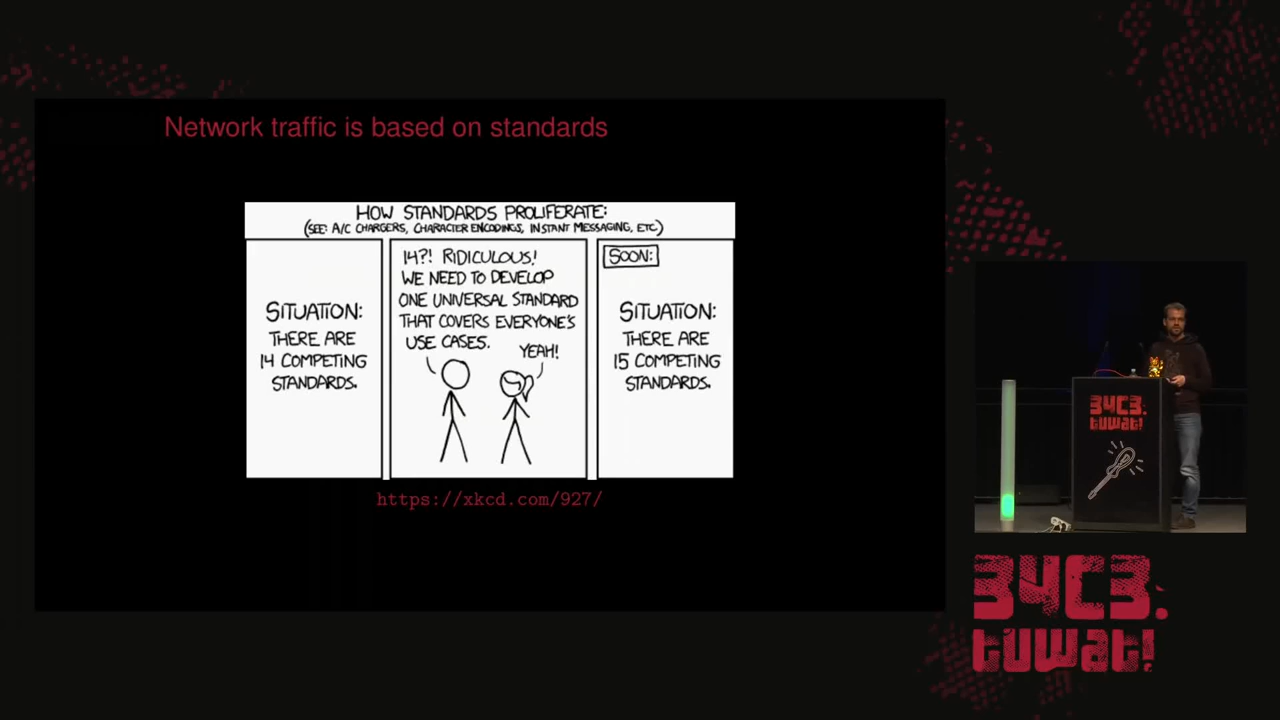 Network traffic is based on standards
HOW STANDARDS PROLIFERATE:
(SEE: A/C CHARGERS, CHARACTER ENCODINGS, INSTANT MESSAGING, ETC.)
SITUATION:
THERE ARE
14 COMPETING
STANDARDS.
14?! RIDICULOUS!
WE NEED TO DEVELOP
ONE UNIVERSAL STANDARD
THAT COVERS EVERYONE'S
USE CASES.
YEAH!
SOON:
SITUATION:
THERE ARE
15 COMPETING
STANDARDS.
https://xkcd.com/927/
34C3.
tuwat!
34C3.
tuwat!